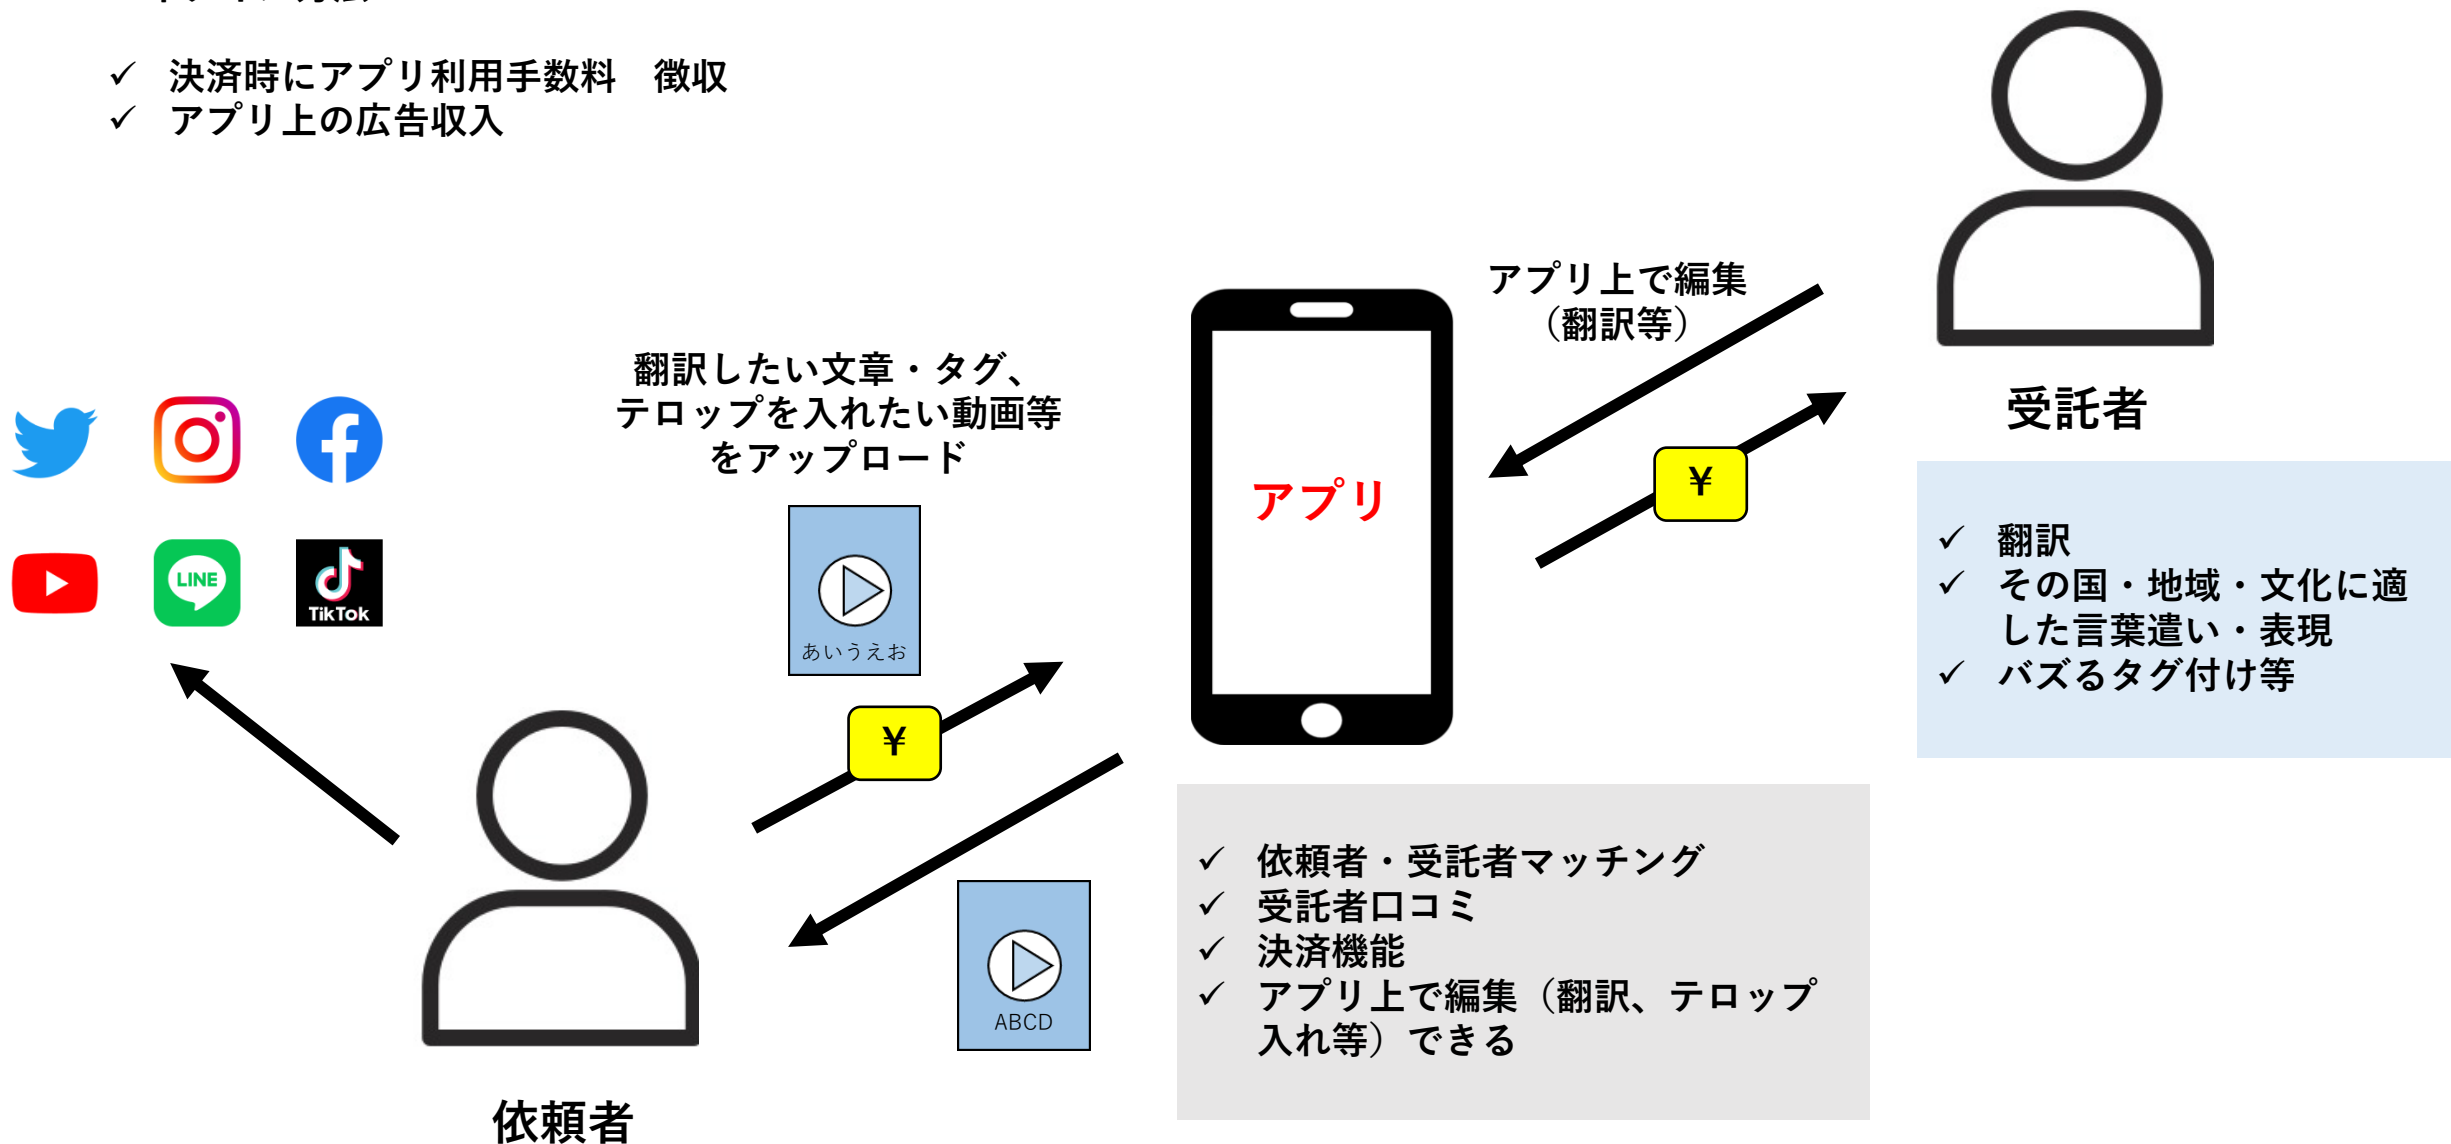 ✓ 決済時にアプリ利用手数料　徴収
✓ アプリ上の広告収入
アプリ上で編集
（翻訳等）
翻訳したい文章・タグ、
テロップを入れたい動画等
をアップロード
受託者
アプリ
¥
LINE
TikTok
あいうえお
✓ 翻訳
✓ その国・地域・文化に適
した言葉遣い・表現
✓ バズるタグ付け等
¥
✓ 依頼者・受託者マッチング
✓ 受託者口コミ
✓ 決済機能
✓ アプリ上で編集（翻訳、テロップ
入れ等）できる
ABCD
依頼者